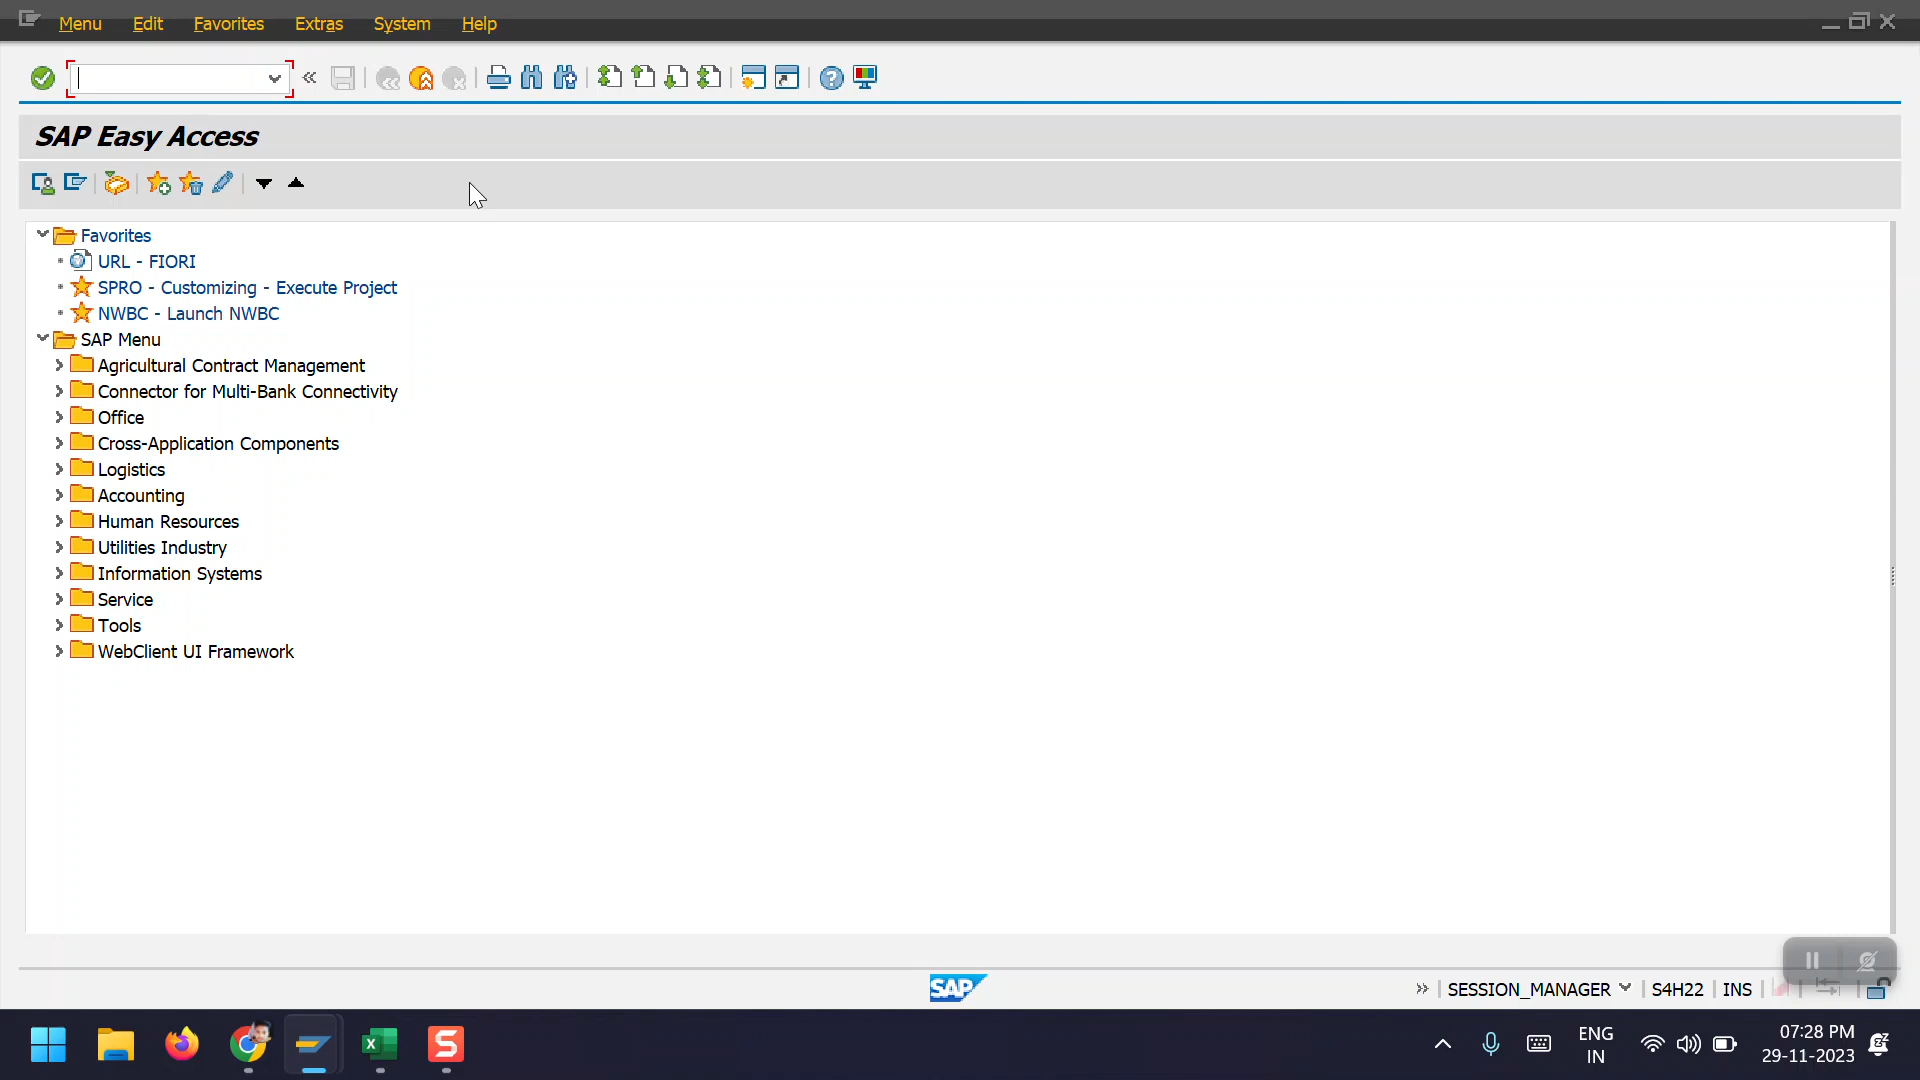 Menu Edit Favorites Extras System Help
SAP Easy Access
Favorites
URL - FIORI
SPRO - Customizing - Execute Project
NWBC - Launch NWBC
SAP Menu
Agricultural Contract Management
Connector for Multi-Bank Connectivity
Office
Cross-Application Components
Logistics
Accounting
Human Resources
Utilities Industry
Information Systems
Service
Tools
WebClient UI Framework
SAP
SESSION_MANAGER S4H22 INS
ENG
IN
07:28 PM
29-11-2023